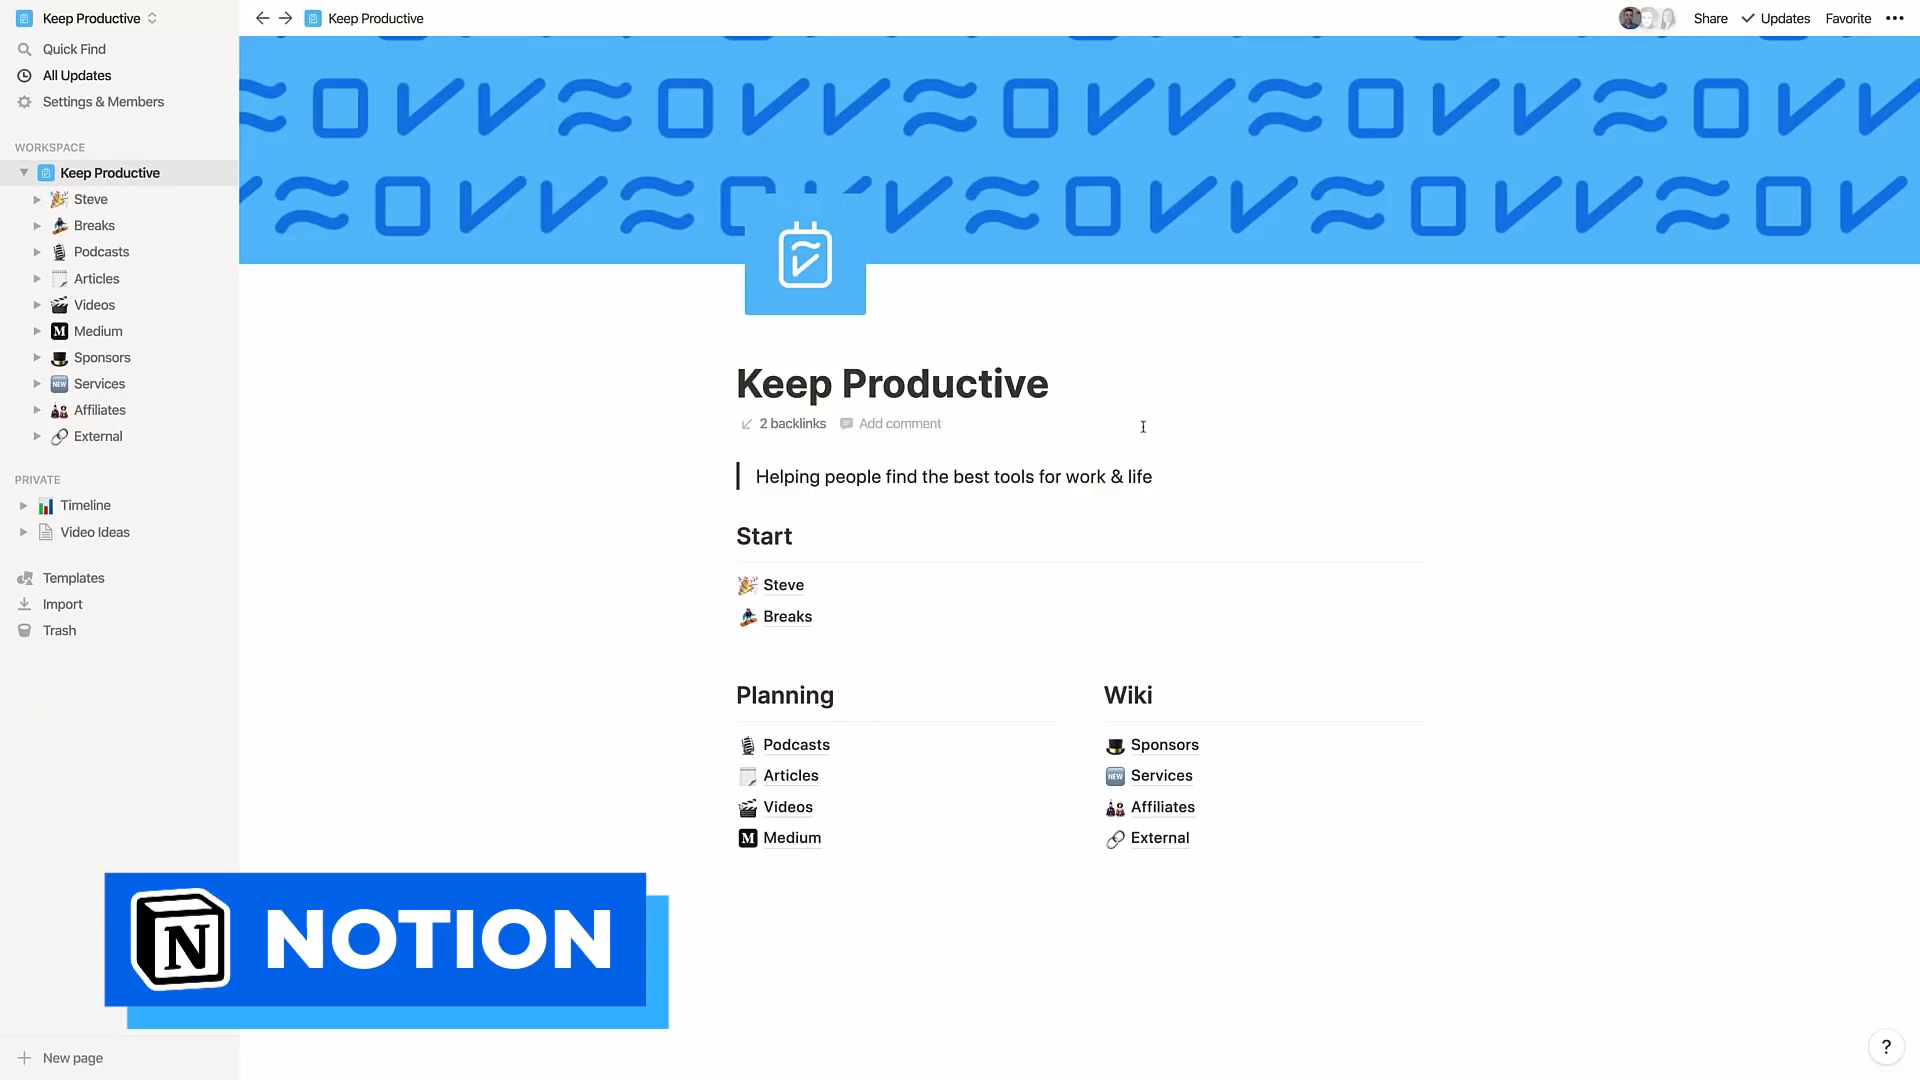 Keep Productive
Quick Find
All Updates
Settings & Members
WORKSPACE
Keep Productive
Steve
Breaks
Podcasts
Articles
Videos
M Medium
Sponsors
NEW Services
Affiliates
External
PRIVATE
Timeline
Video Ideas
Templates
Import
Trash
New page
Keep Productive
Share
Updates
Favorite
Keep Productive
2 backlinks
Add comment
Helping people find the best tools for work & life
Start
Steve
Breaks
Planning
Podcasts
Articles
Videos
M Medium
Wiki
Sponsors
NEW Services
Affiliates
External
N NOTION
?